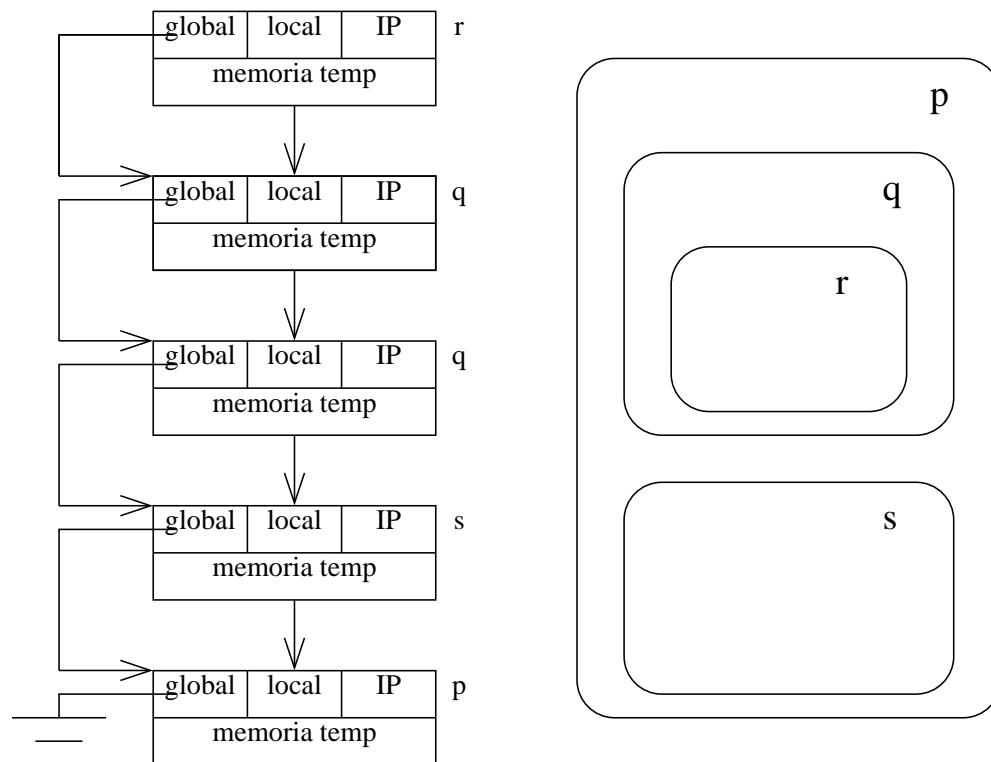 global local IP r
memoria temp
global local IP q
memoria temp
global local IP q
memoria temp
global local IP s
memoria temp
global local IP p
memoria temp
p
q
r
s